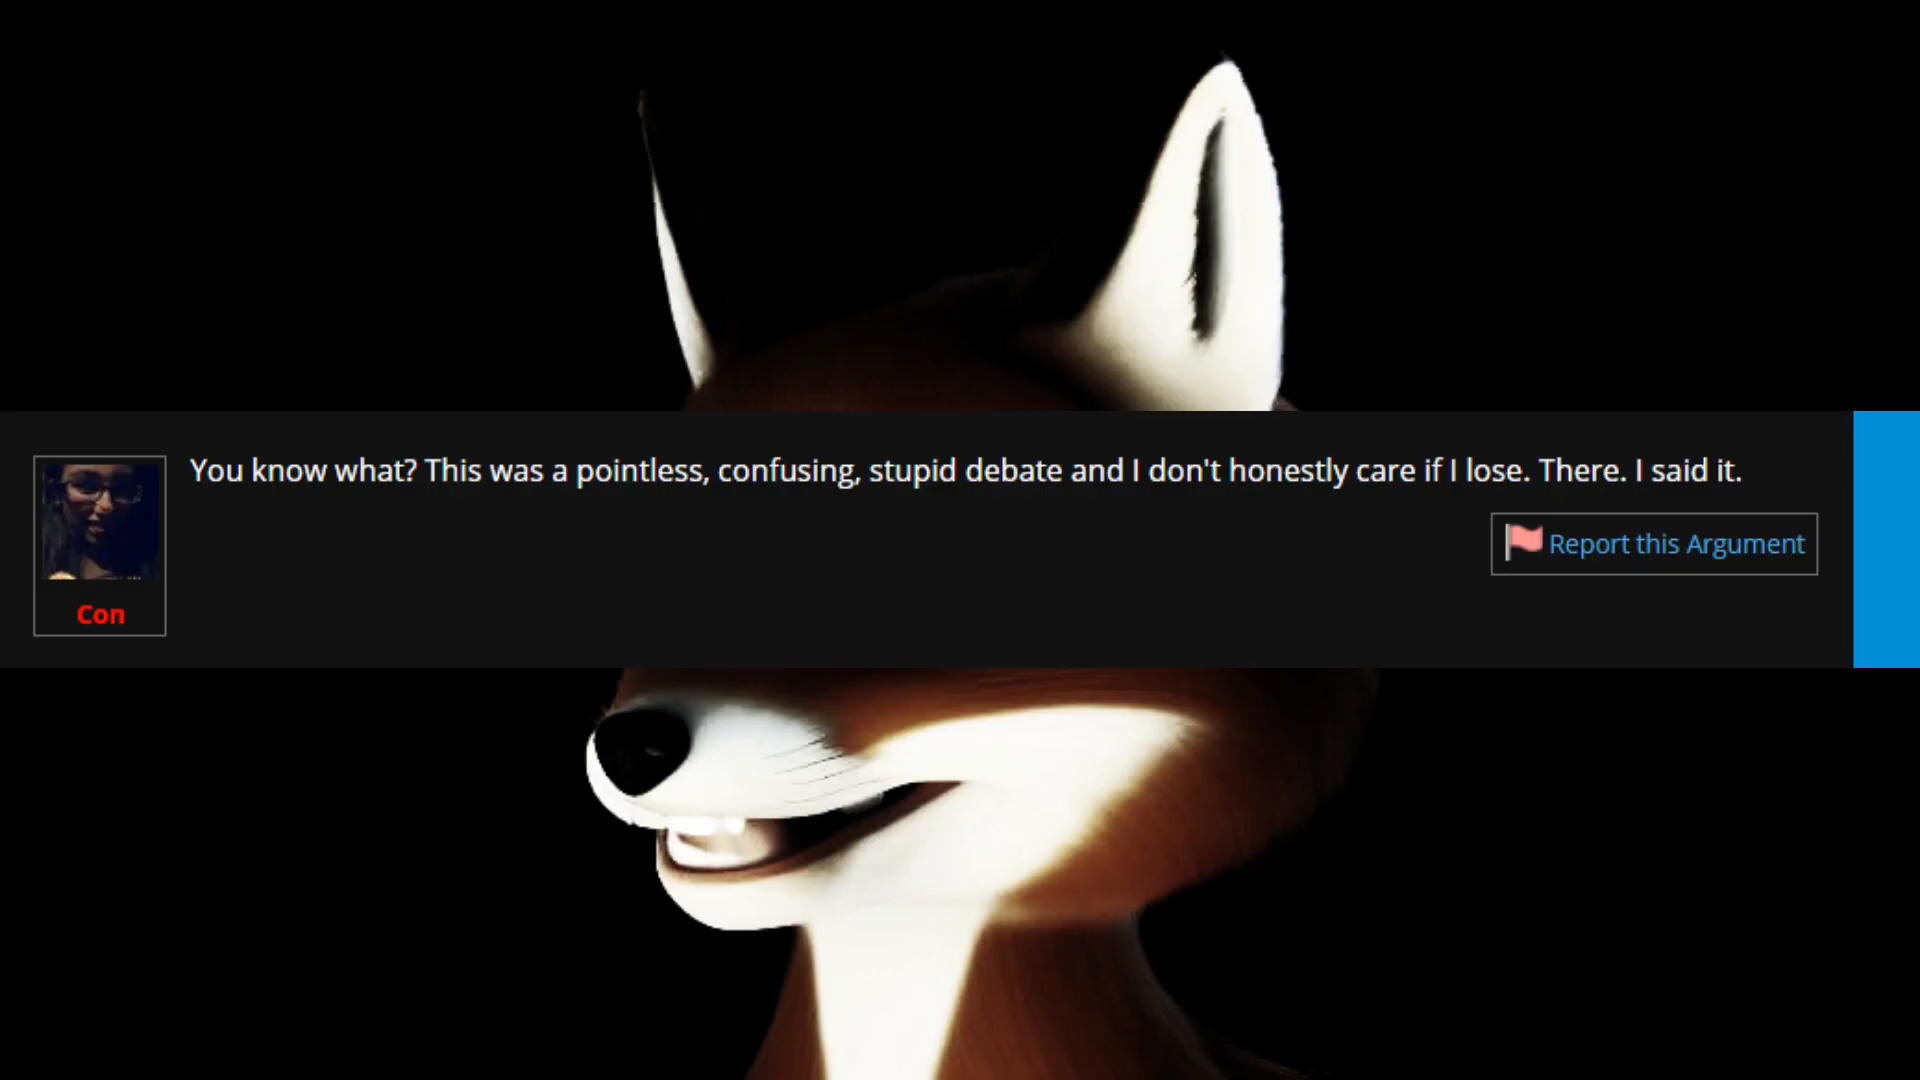 You know what? This was a pointless, confusing, stupid debate and I don't honestly care if I lose. There. I said it.
Report this Argument
Con